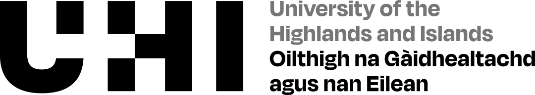 UHI
University of the
Highlands and Islands
Oilthigh na Gàidhealtachd
agus nan Eilean